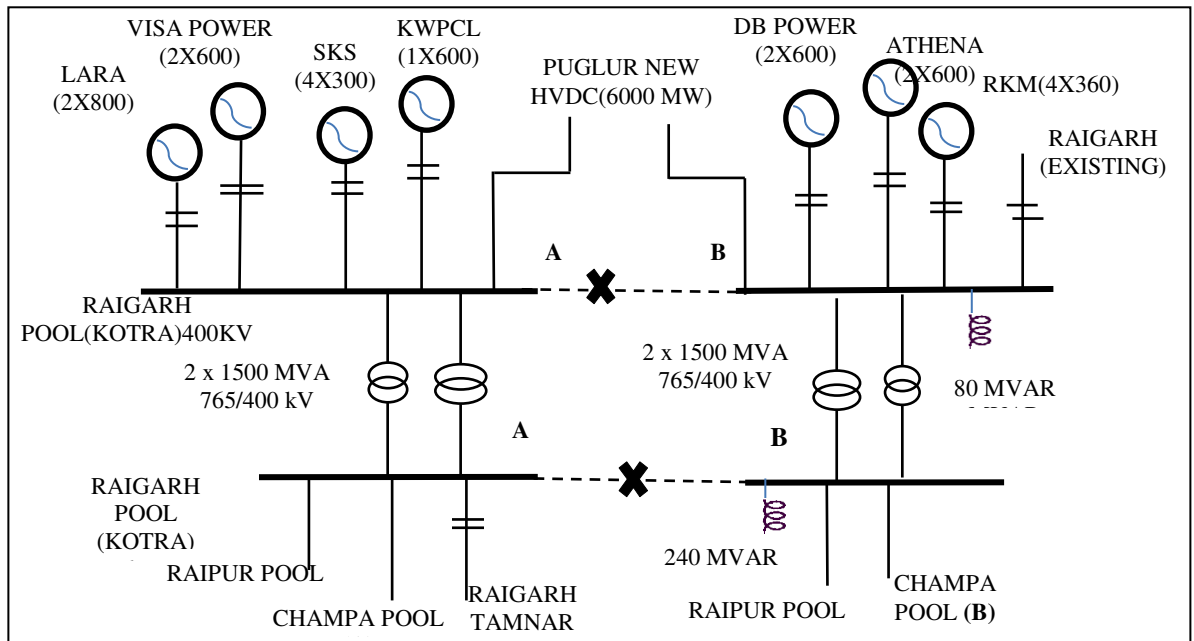 VISA POWER
(2X600)
KWPCL
(1X600)
SKS
(4X300)
LARA
(2X800)
PUGLUR NEW
HVDC(6000 MW)
DB POWER
(2X600)
ATHENA
(2X600)
RKM(4X360)
RAIGARH
(EXISTING)
A
B
RAIGARH
POOL(KOTRA)400KV
2 x 1500 MVA
765/400 kV
2 x 1500 MVA
765/400 kV
80 MVAR
A
B
RAIGARH
POOL
(KOTRA)
240 MVAR
RAIPUR POOL
CHAMPA POOL
RAIGARH
TAMNAR
RAIPUR POOL
CHAMPA
POOL (B)